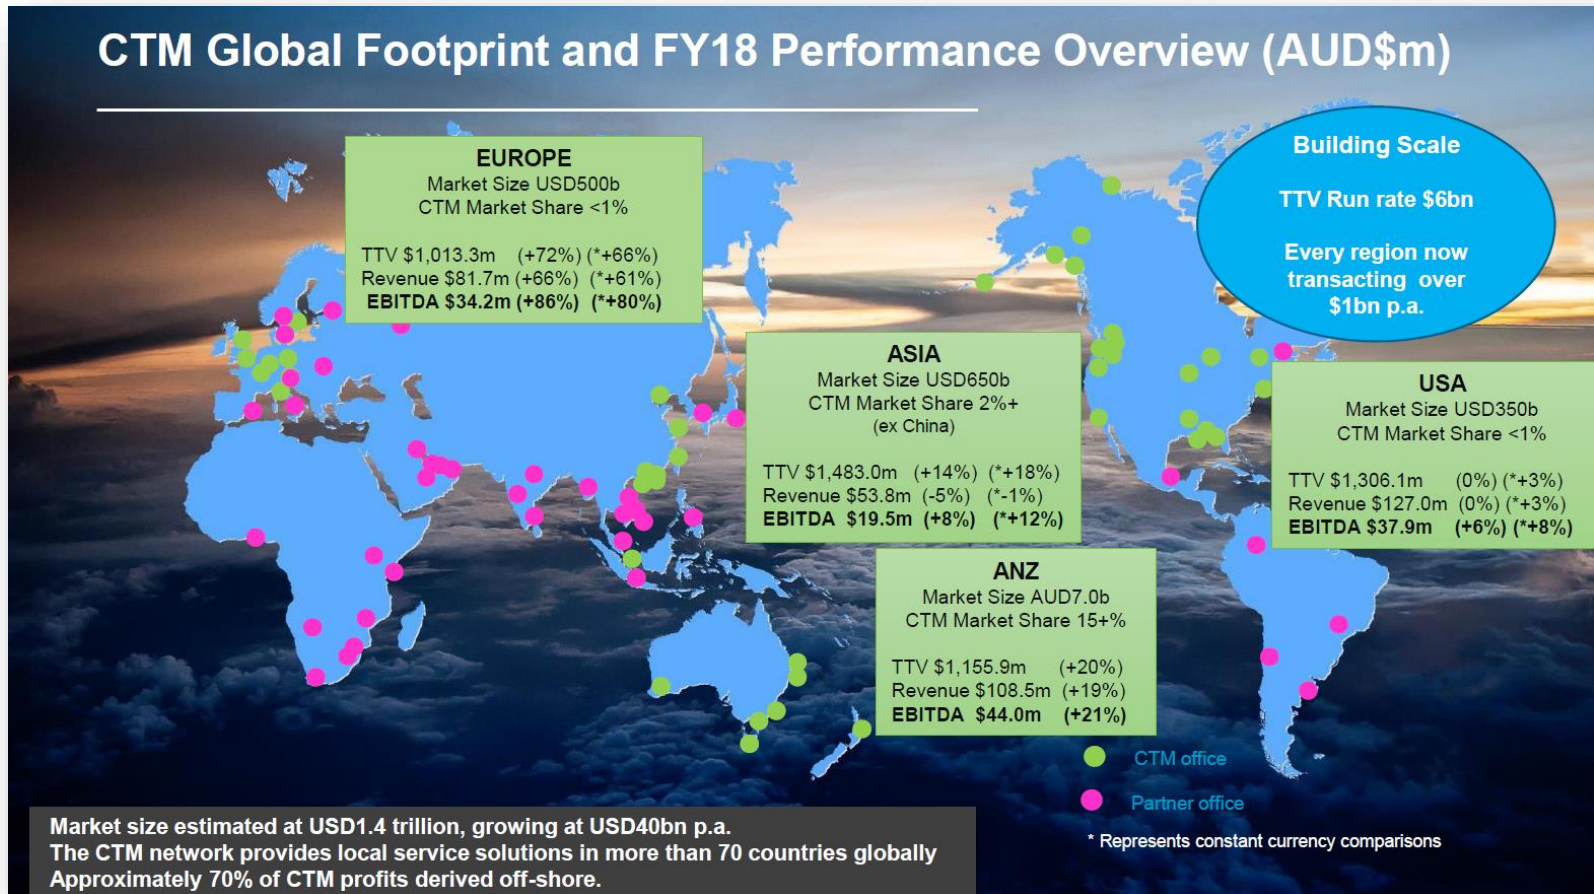 CTM Global Footprint and FY18 Performance Overview (AUD$m)
EUROPE
Market Size USD500b
CTM Market Share <1%
TTV $1,013.3m (+72%) (*+66%)
Revenue $81.7m (+66%) (*+61%)
EBITDA $34.2m (+86%) (*+80%)
Building Scale
TTV Run rate $6bn
Every region now
transacting over
$1bn p.a.
ASIA
Market Size USD650b
CTM Market Share 2%+
(ex China)
TTV $1,483.0m (+14%) (*+18%)
Revenue $53.8m (-5%) (*-1%)
EBITDA $19.5m (+8%) (*+12%)
USA
Market Size USD350b
CTM Market Share <1%
TTV $1,306.1m (0%) (*+3%)
Revenue $127.0m (0%) (*+3%)
EBITDA $37.9m (+6%) (*+8%)
ANZ
Market Size AUD7.0b
CTM Market Share 15+%
TTV $1,155.9m (+20%)
Revenue $108.5m (+19%)
EBITDA $44.0m (+21%)
CTM office
Partner office
* Represents constant currency comparisons
Market size estimated at USD1.4 trillion, growing at USD40bn p.a.
The CTM network provides local service solutions in more than 70 countries globally
Approximately 70% of CTM profits derived off-shore.